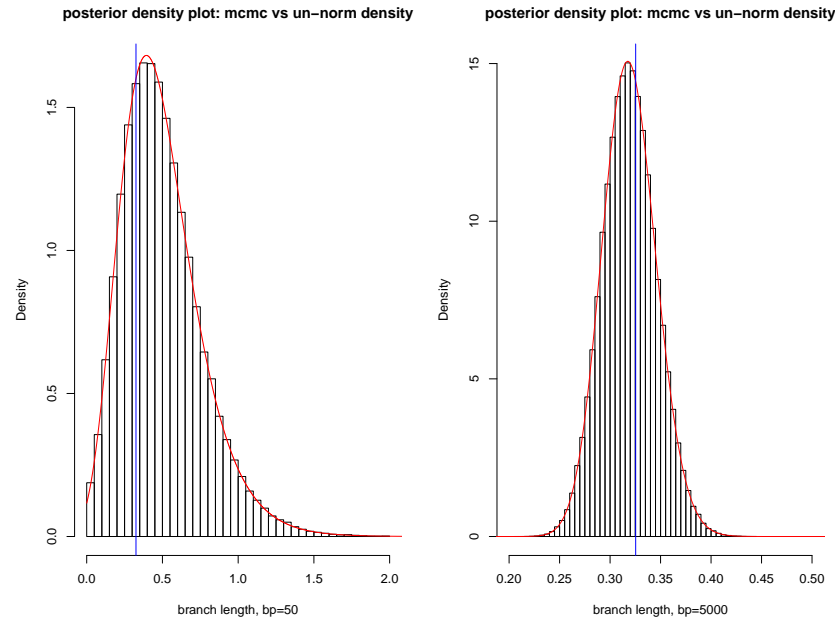 posterior density plot: mcmc vs un−norm density
Density
0.0
0.5
1.0
1.5
0.0 0.5 1.0 1.5 2.0
branch length, bp=50
posterior density plot: mcmc vs un−norm density
Density
0
5
10
15
0.20 0.25 0.30 0.35 0.40 0.45 0.50
branch length, bp=5000